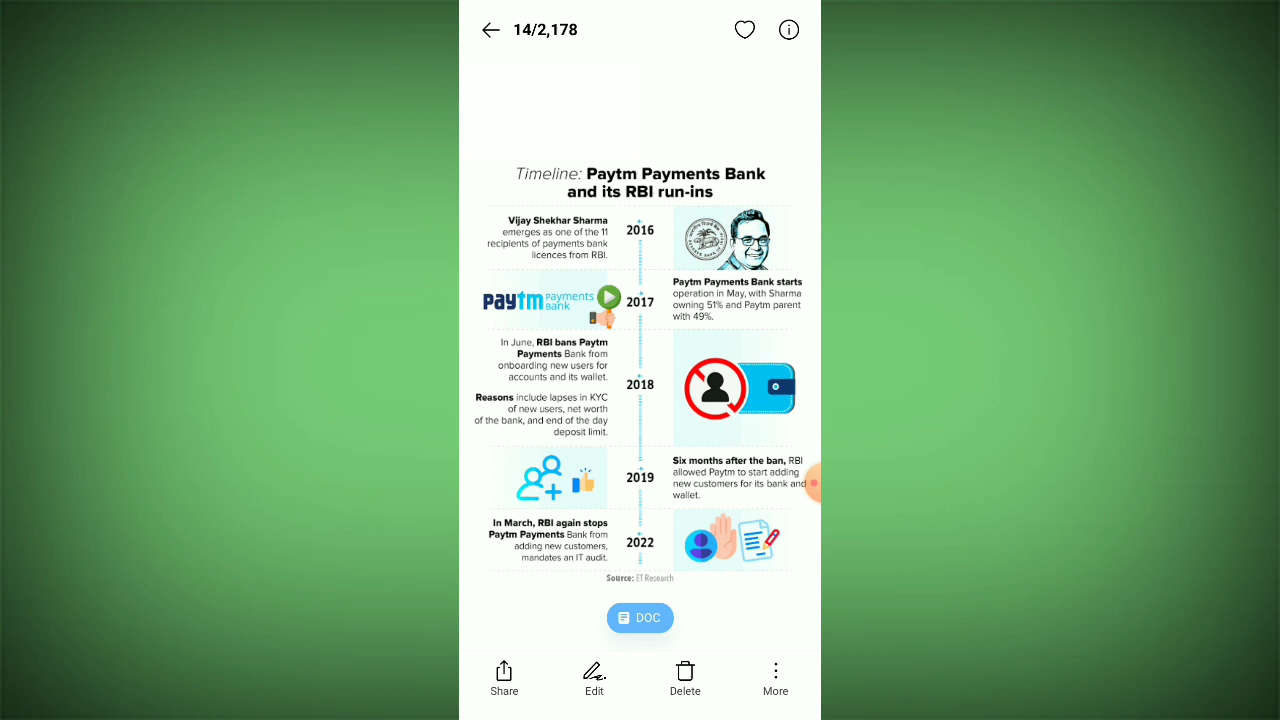 14/2,178
Timeline: Paytm Payments Bank
and its RBI run-ins
Vijay Shekhar Sharma
emerges as one of the 11
recipients of payments bank
licences from RBI.
2016
paytm payments
bank
2017
Paytm Payments Bank starts
operation in May, with Sharma
owning 51% and Paytm parent
with 49%.
In June, RBI bans Paytm
Payments Bank from
onboarding new users for
accounts and its wallet.
Reasons include lapses in KYC
of new users, net worth
of the bank, and end of the day
deposit limit.
2018
2019
Six months after the ban, RBI
allowed Paytm to start adding
new customers for its bank and
wallet.
In March, RBI again stops
Paytm Payments Bank from
adding new customers,
mandates an IT audit.
2022
Source: ET Research
DOC
Share Edit Delete More